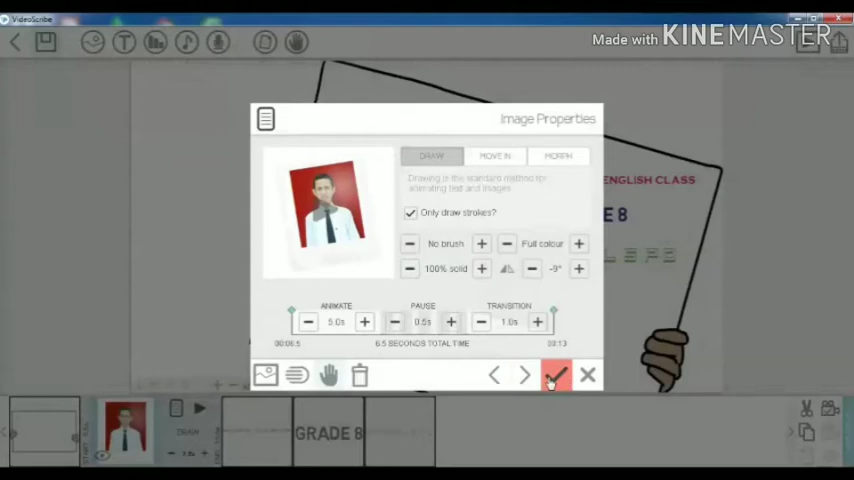 VideoScribe
Made with KINEMASTER
Image Properties
DRAW
MOVE IN
MORPH
Drawing is the standard method for
animating text and images
Only draw strokes?
No brush
Full colour
100% solid
-9°
ANIMATE
PAUSE
TRANSITION
5.0s
0.5s
1.0s
00:06.5
6.5 SECONDS TOTAL TIME
00:13
ENGLISH CLASS
E 8
DRAW
GRADE 8